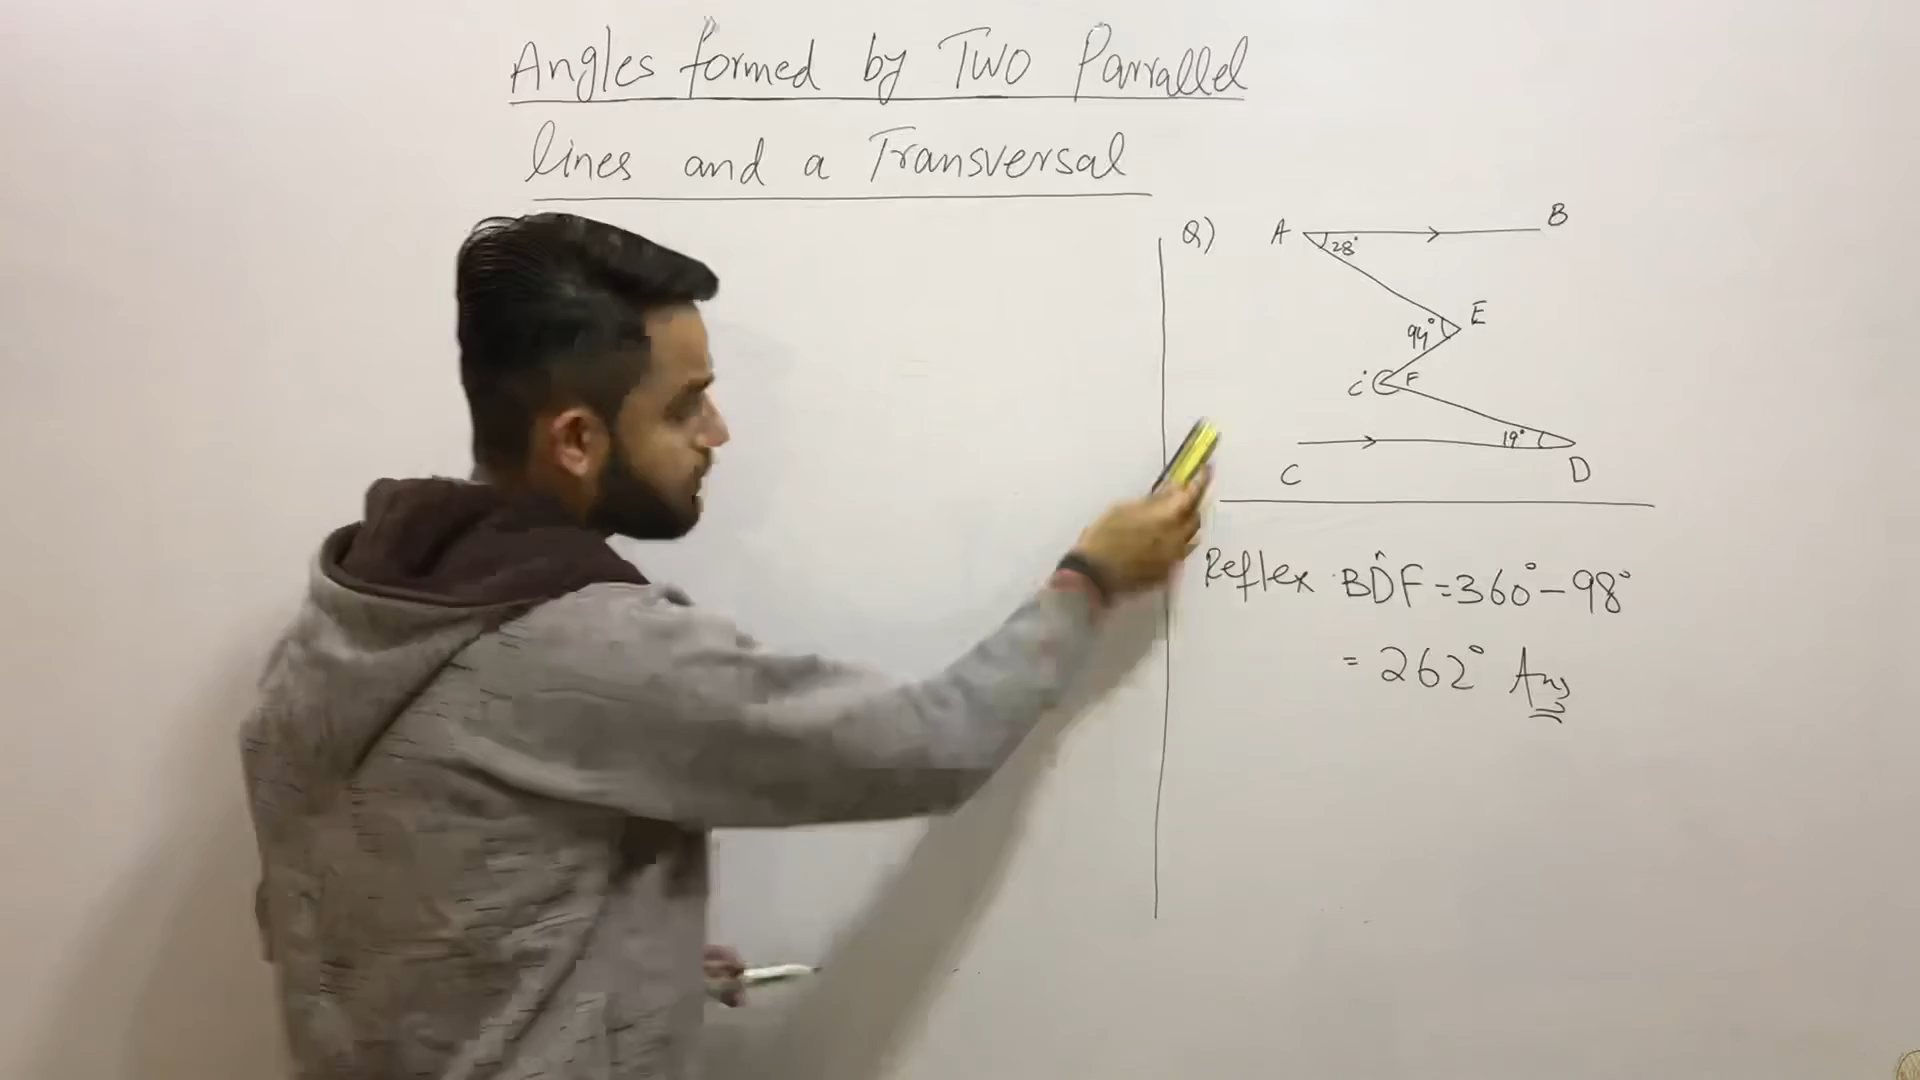 Angles formed by Two Parralled
lines and a Transversal
Q)
A
B
28°
E
94°
i
F
19°
C
D
Reflex BD̂F = 360° - 98°
= 262° Ans